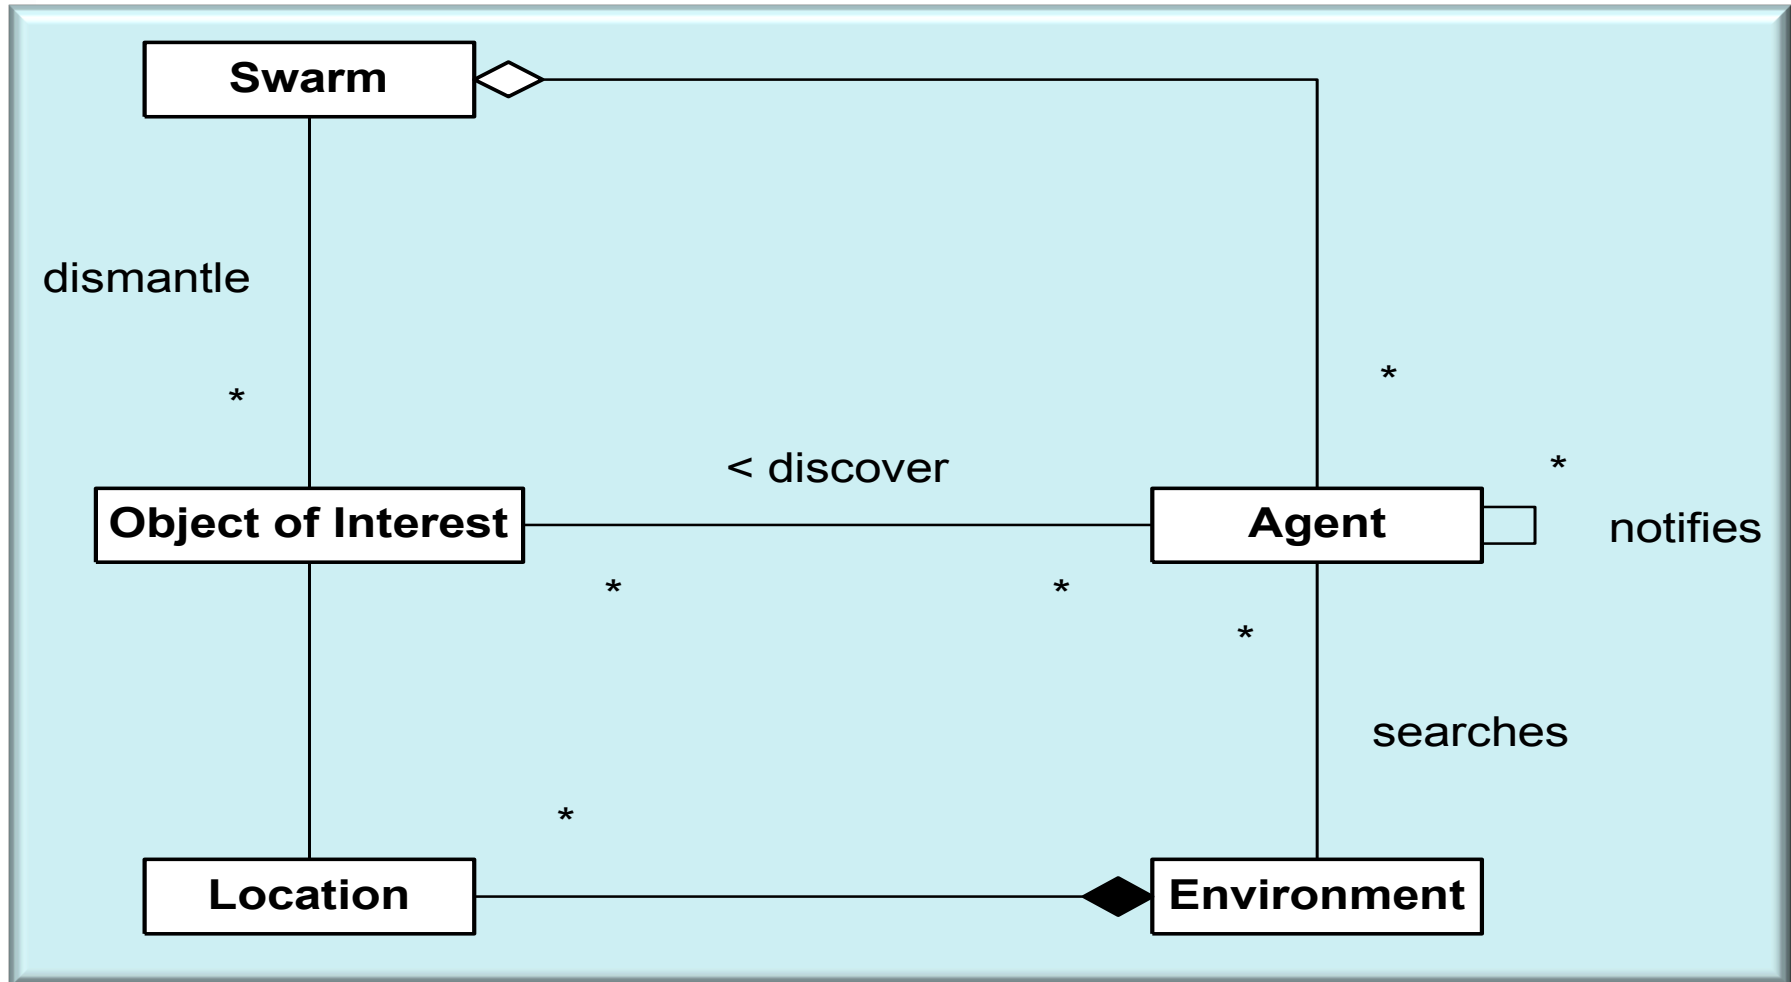 Swarm
dismantle
*
*
< discover
*
Object of Interest
Agent
notifies
*
*
*
searches
*
Location
Environment